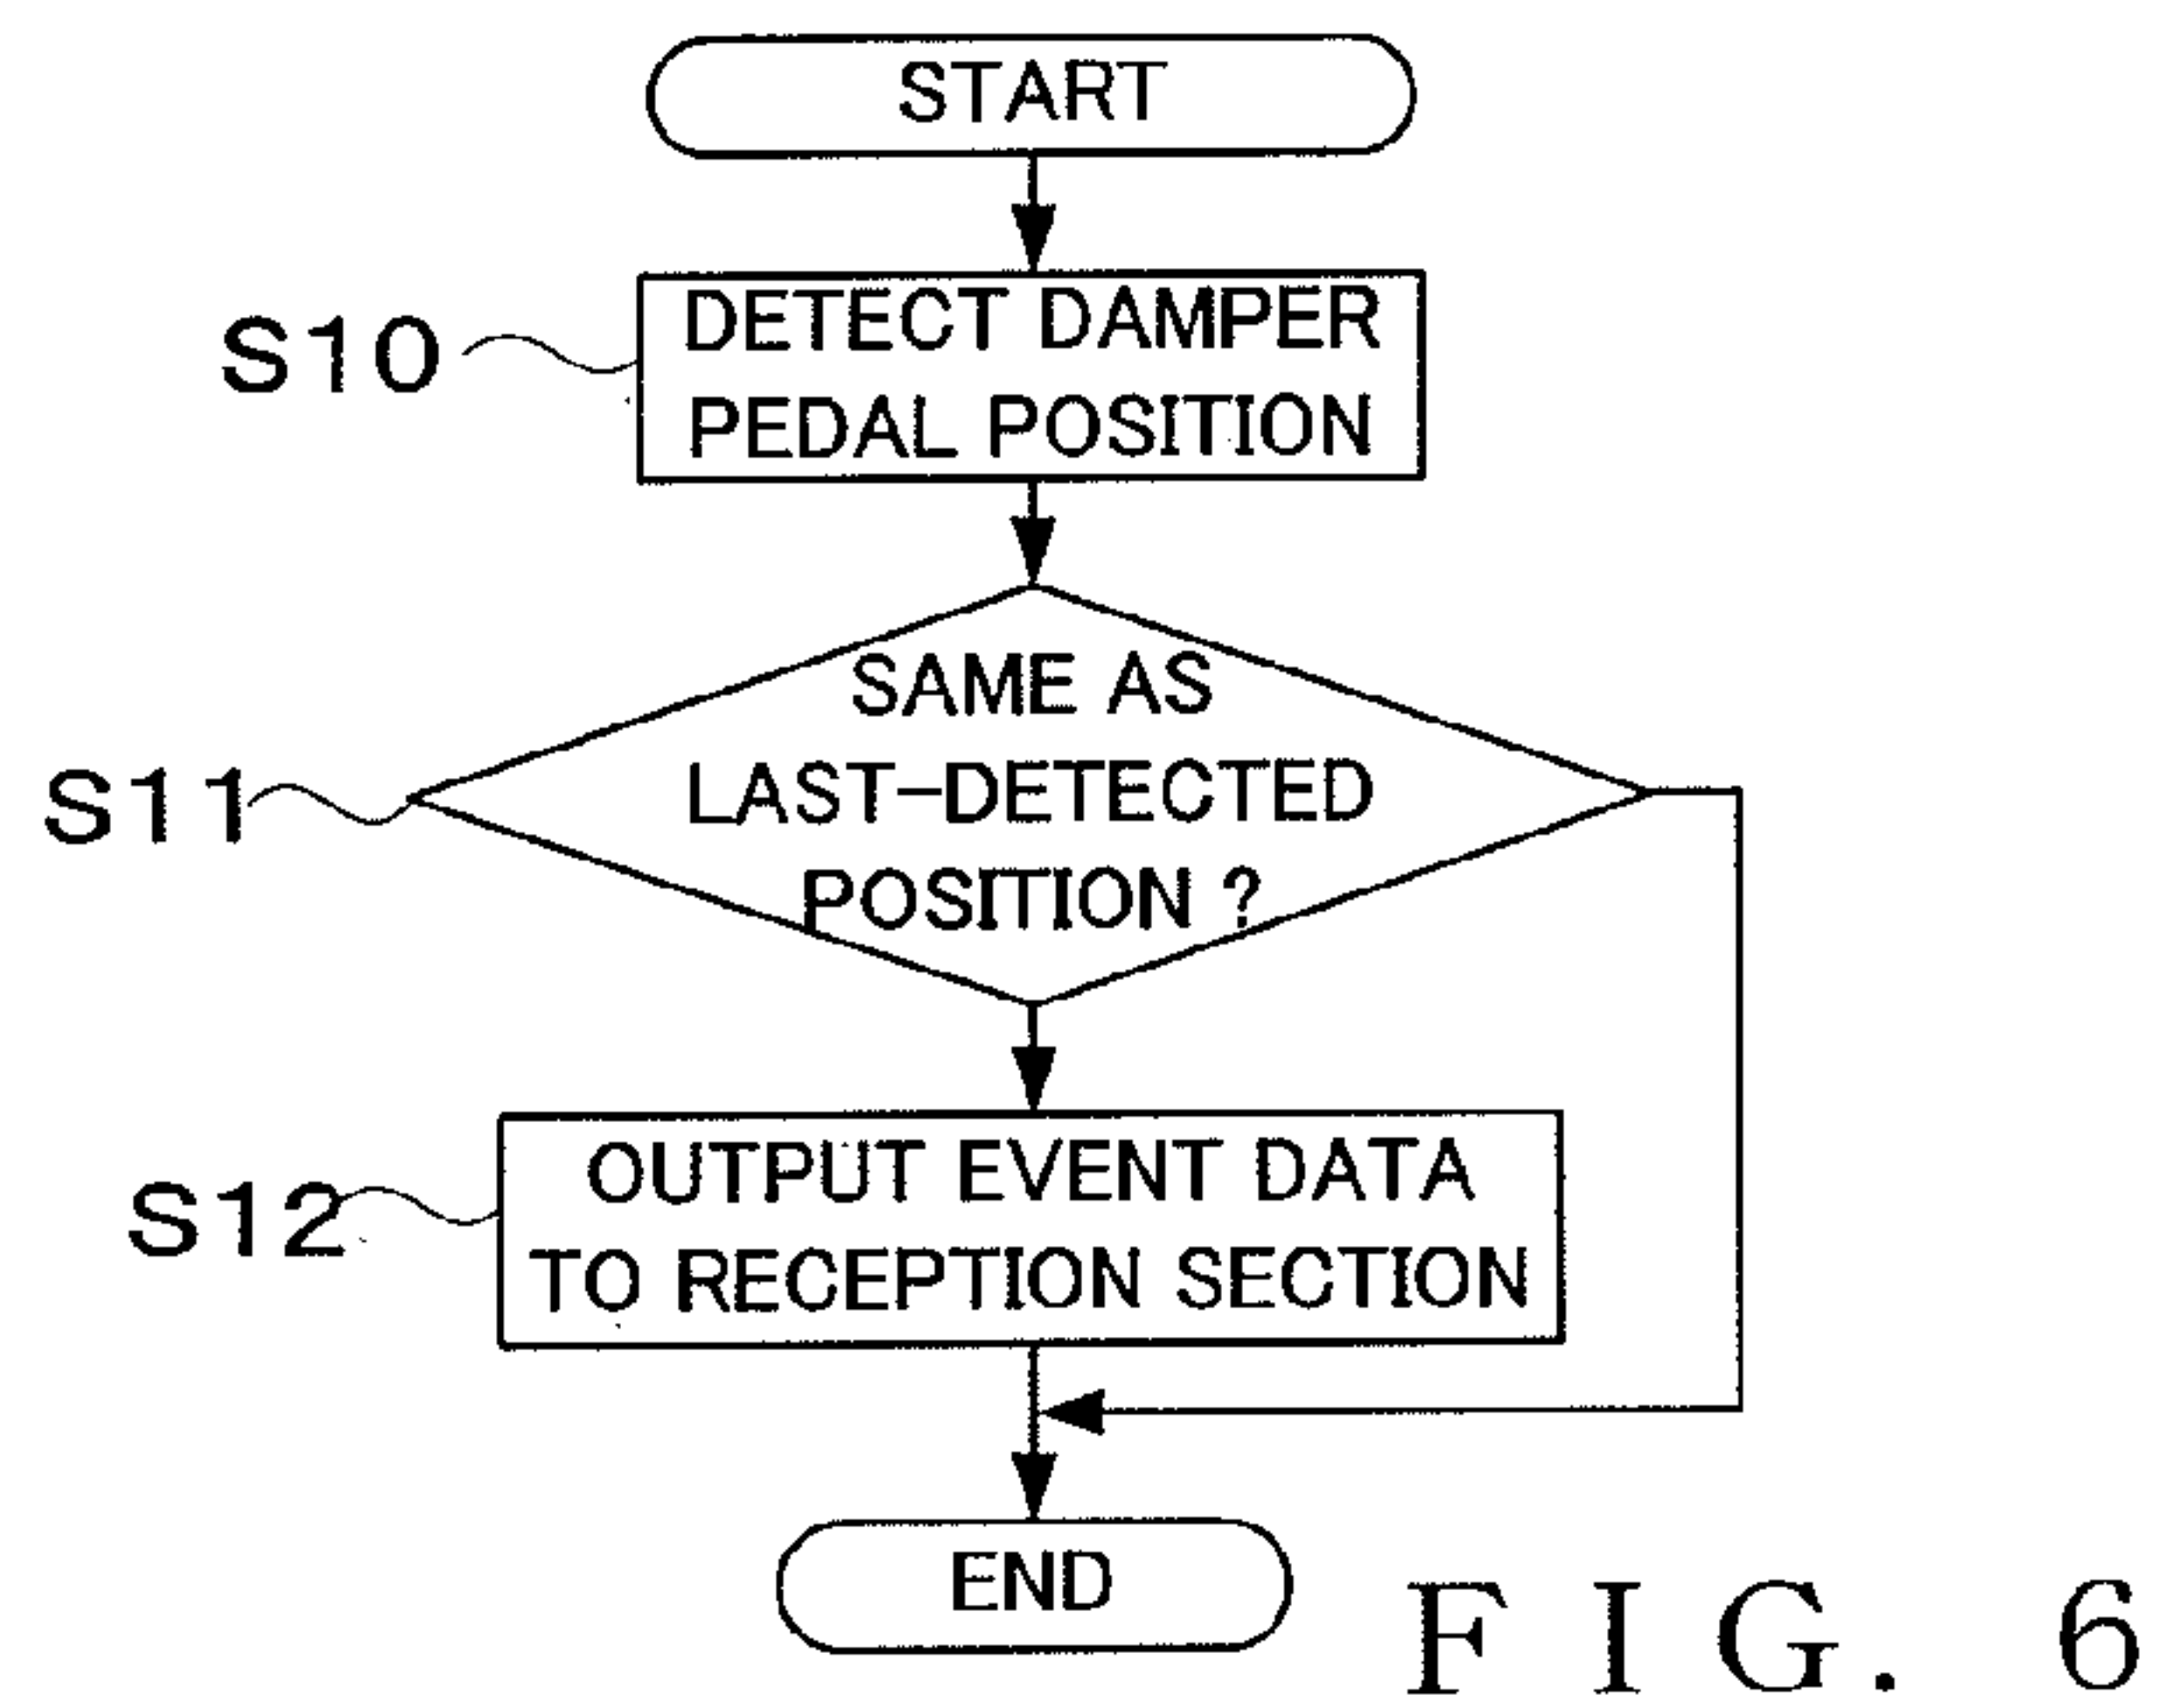 START
S10
DETECT DAMPER
PEDAL POSITION
S11
SAME AS
LAST-DETECTED
POSITION ?
S12
OUTPUT EVENT DATA
TO RECEPTION SECTION
END
FIG. 6